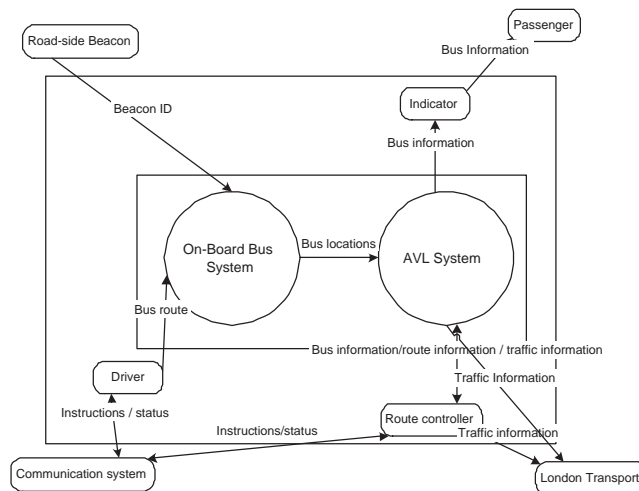 Passenger
Road-side Beacon
Bus Information
Indicator
Beacon ID
Bus information
On-Board Bus
System
Bus locations
AVL System
Bus route
Bus information/route information / traffic information
Driver
Traffic Information
Instructions / status
Route controller
Instructions/status
Traffic information
Communication system
London Transport